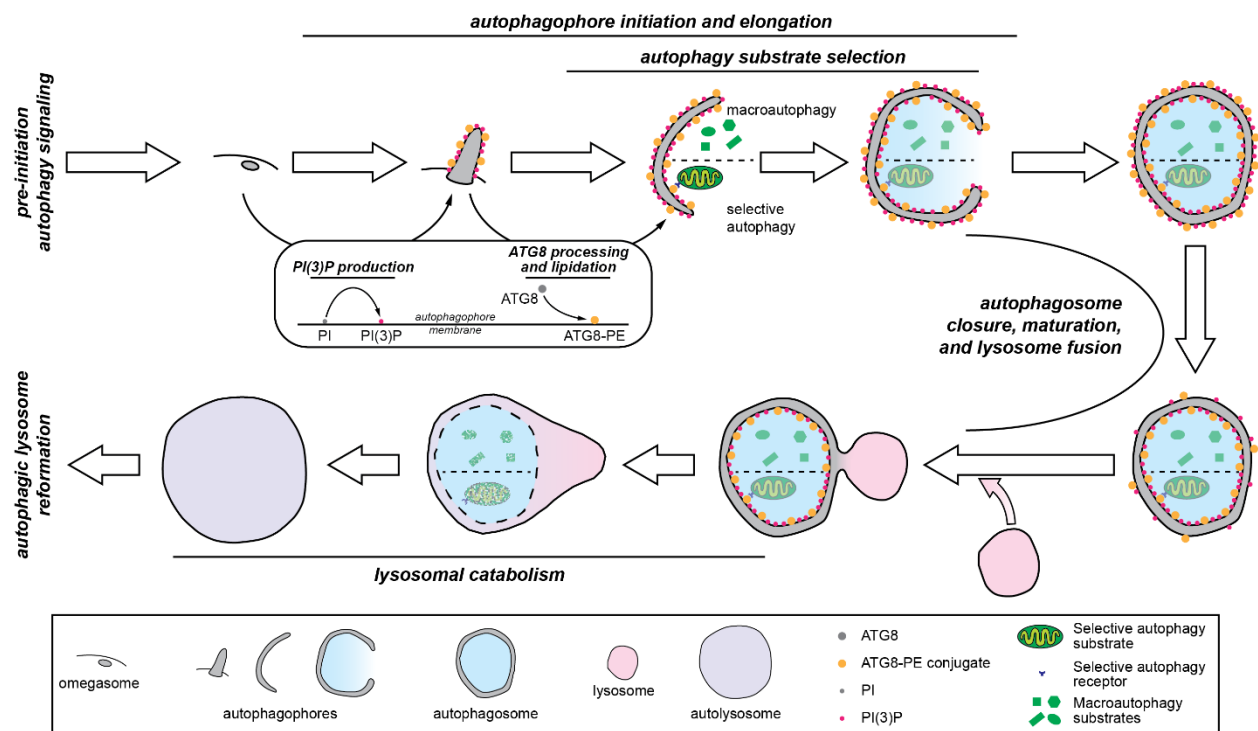 autophagophore initiation and elongation
autophagy substrate selection
pre-initiation
autophagy signaling
macroautophagy
selective
autophagy
PI(3)P production
ATG8 processing
and lipidation
ATG8
autophagophore
membrane
PI
PI(3)P
ATG8-PE
autophagosome
closure, maturation,
and lysosome fusion
autophagic lysosome
reformation
lysosomal catabolism
omegasome
autophagophores
autophagosome
lysosome
autolysosome
ATG8
ATG8-PE conjugate
PI
PI(3)P
Selective autophagy
substrate
Selective autophagy
receptor
Macroautophagy
substrates